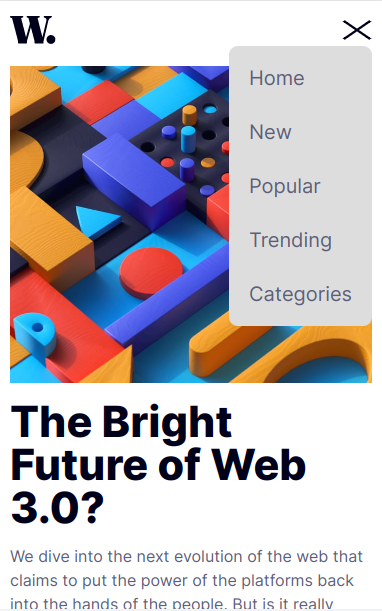 W.
Home
New
Popular
Trending
Categories
The Bright
Future of Web
3.0?
We dive into the next evolution of the web that
claims to put the power of the platforms back
into the hands of the people. But is it really